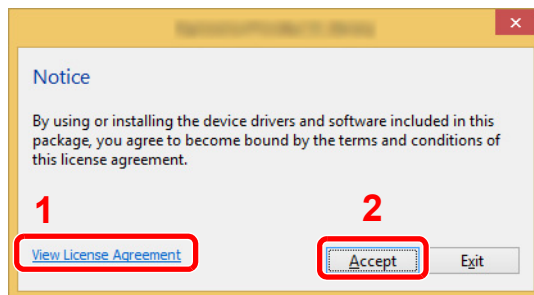 Notice
By using or installing the device drivers and software included in this
package, you agree to become bound by the terms and conditions of
this license agreement.
1
2
View License Agreement
Accept
Exit